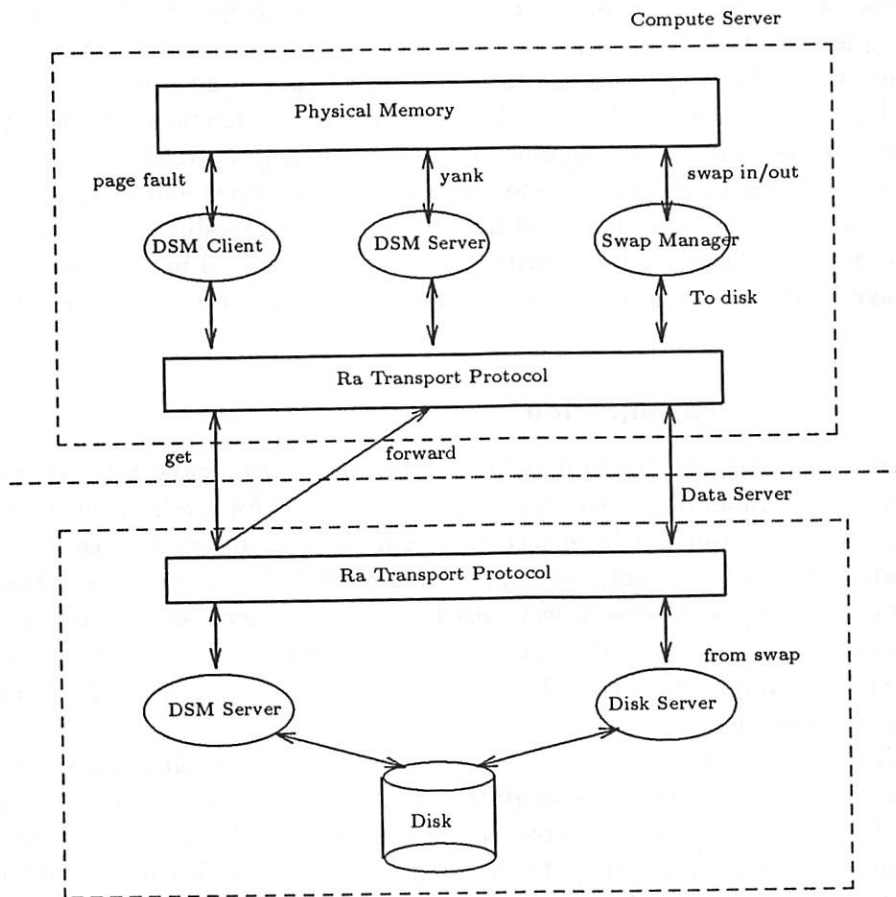 Compute Server
Physical Memory
page fault
yank
swap in/out
DSM Client
DSM Server
Swap Manager
To disk
Ra Transport Protocol
get
forward
Data Server
Ra Transport Protocol
from swap
DSM Server
Disk Server
Disk